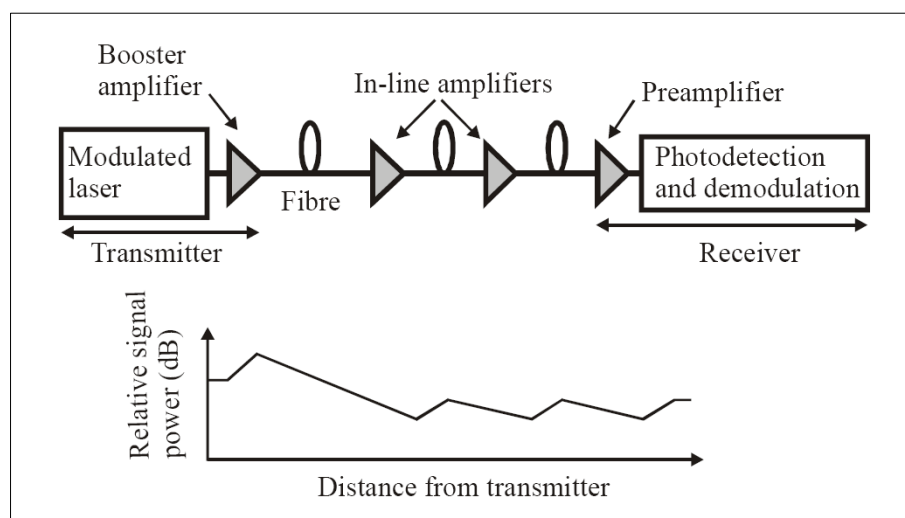 Booster
amplifier
In-line amplifiers
Preamplifier
Modulated
laser
Fibre
Photodetection
and demodulation
Transmitter
Receiver
Relative signal
power (dB)
Distance from transmitter